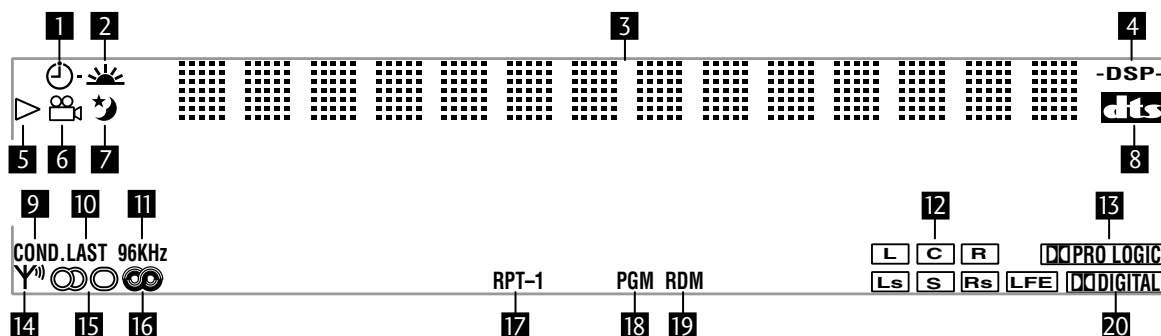 1 2 3 4
-DSP-
dts
5 6 7 8
9 10 11 12 13
COND. LAST 96KHz L C R PRO LOGIC
RPT-1 PGM RDM Ls S Rs LFE DIGITAL
14 15 16 17 18 19 20